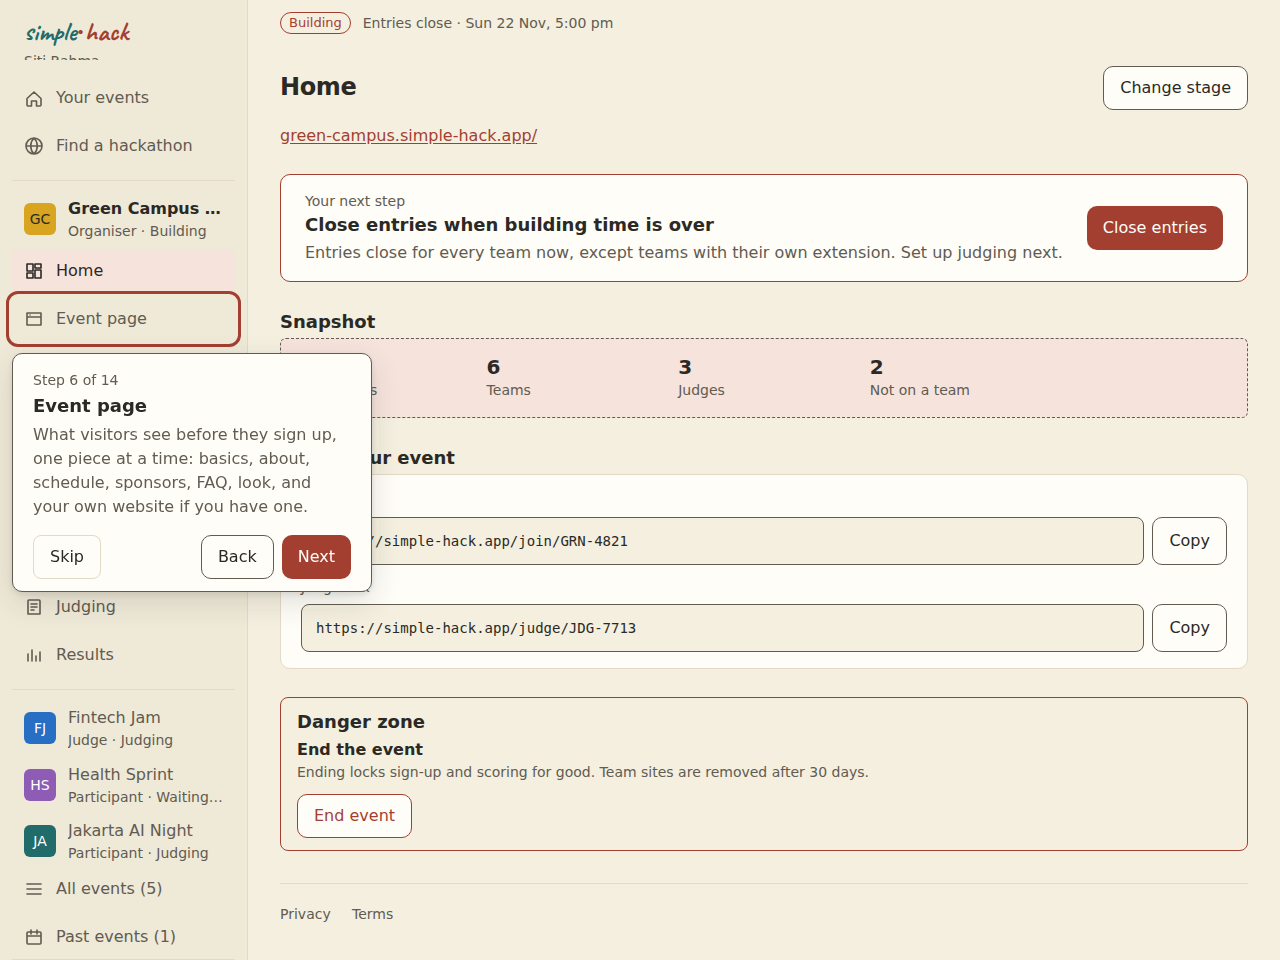 simple·hack
Siti Rahma
Your events
Find a hackathon
GC
Green Campus ...
Organiser · Building
Home
Event page
Step 6 of 14
Event page
What visitors see before they sign up,
one piece at a time: basics, about,
schedule, sponsors, FAQ, look, and
your own website if you have one.
Skip
Back
Next
Judging
Results
FJ
Fintech Jam
Judge · Judging
HS
Health Sprint
Participant · Waiting...
JA
Jakarta AI Night
Participant · Judging
All events (5)
Past events (1)
Building
Entries close · Sun 22 Nov, 5:00 pm
Home
Change stage
green-campus.simple-hack.app/
Your next step
Close entries when building time is over
Entries close for every team now, except teams with their own extension. Set up judging next.
Close entries
Snapshot
6
Teams
3
Judges
2
Not on a team
ur event
//simple-hack.app/join/GRN-4821
Copy
https://simple-hack.app/judge/JDG-7713
Copy
Danger zone
End the event
Ending locks sign-up and scoring for good. Team sites are removed after 30 days.
End event
Privacy
Terms